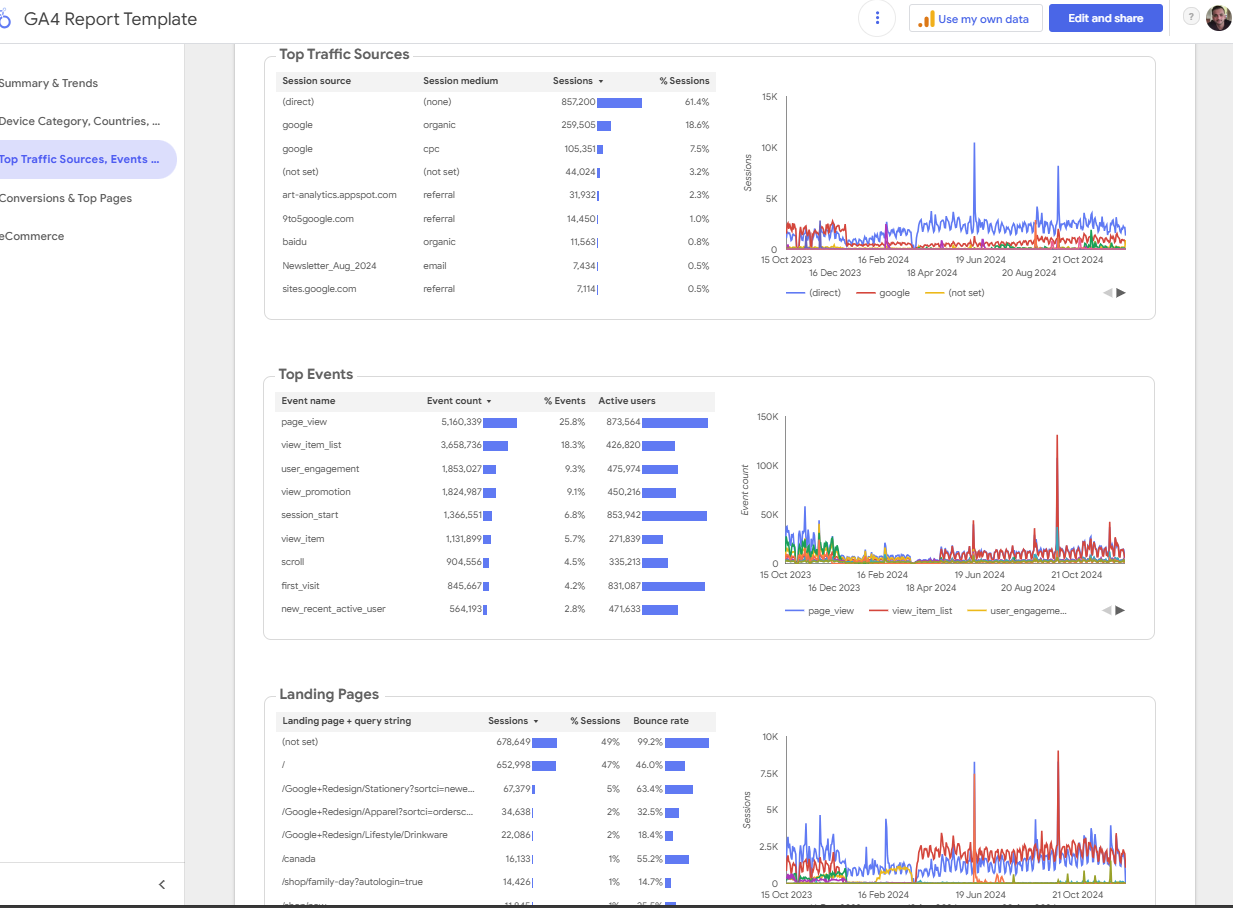 GA4 Report Template
Use my own data
Edit and share
?
Summary & Trends
Device Category, Countries, ...
Top Traffic Sources, Events ...
Conversions & Top Pages
eCommerce
Top Traffic Sources
Session source Session medium Sessions % Sessions
(direct) (none) 857,200 61.4%
google organic 259,505 18.6%
google cpc 105,351 7.5%
(not set) (not set) 44,024 3.2%
art-analytics.appspot.com referral 31,932 2.3%
9to5google.com referral 14,450 1.0%
baidu organic 11,563 0.8%
Newsletter_Aug_2024 email 7,434 0.5%
sites.google.com referral 7,114 0.5%
Sessions
15K
10K
5K
0
15 Oct 2023 16 Feb 2024 19 Jun 2024 21 Oct 2024
16 Dec 2023 18 Apr 2024 20 Aug 2024
(direct) google (not set)
Top Events
Event name Event count % Events Active users
page_view 5,160,339 25.8% 873,564
view_item_list 3,658,736 18.3% 426,820
user_engagement 1,853,027 9.3% 475,974
view_promotion 1,824,987 9.1% 450,216
session_start 1,366,551 6.8% 853,942
view_item 1,131,899 5.7% 271,839
scroll 904,556 4.5% 335,213
first_visit 845,667 4.2% 831,087
new_recent_active_user 564,193 2.8% 471,633
Event count
150K
100K
50K
0
15 Oct 2023 16 Feb 2024 19 Jun 2024 21 Oct 2024
16 Dec 2023 18 Apr 2024 20 Aug 2024
page_view view_item_list user_engageme...
Landing Pages
Landing page + query string Sessions % Sessions Bounce rate
(not set) 678,649 49% 99.2%
/ 652,998 47% 46.0%
/Google+Redesign/Stationery?sortci=newe... 67,379 5% 63.4%
/Google+Redesign/Apparel?sortci=ordersc... 34,638 2% 32.5%
/Google+Redesign/Lifestyle/Drinkware 22,086 2% 18.4%
/canada 16,133 1% 55.2%
/shop/family-day?autologin=true 14,426 1% 14.7%
Sessions
10K
7.5K
5K
2.5K
0
15 Oct 2023 16 Feb 2024 19 Jun 2024 21 Oct 2024